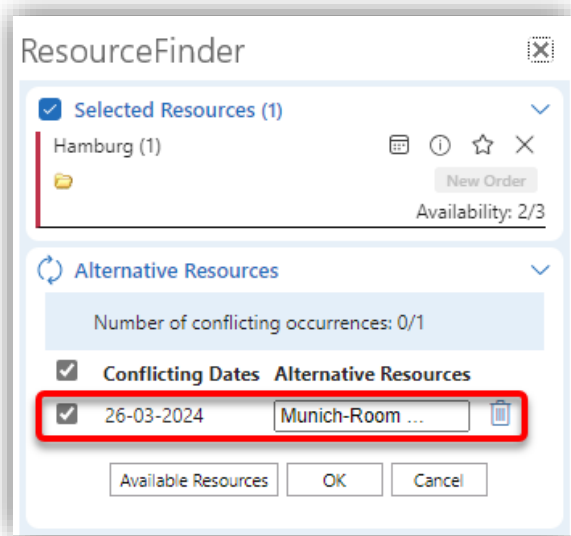 ResourceFinder
Selected Resources (1)
Hamburg (1)
New Order
Availability: 2/3
Alternative Resources
Number of conflicting occurrences: 0/1
Conflicting Dates Alternative Resources
26-03-2024 Munich-Room ...
Available Resources OK Cancel